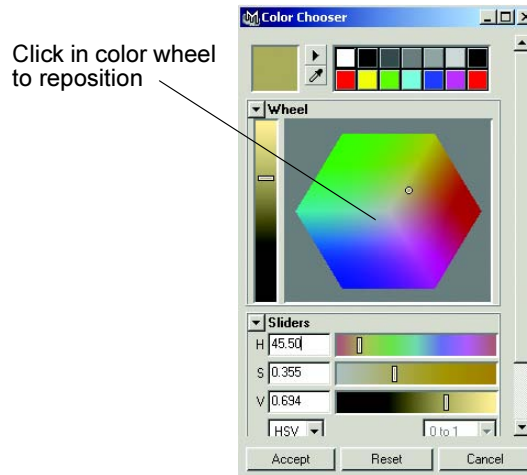 Color Chooser
Click in color wheel
to reposition
Wheel
Sliders
H 45.50
S 0.355
V 0.694
HSV 0 to 1
Accept Reset Cancel